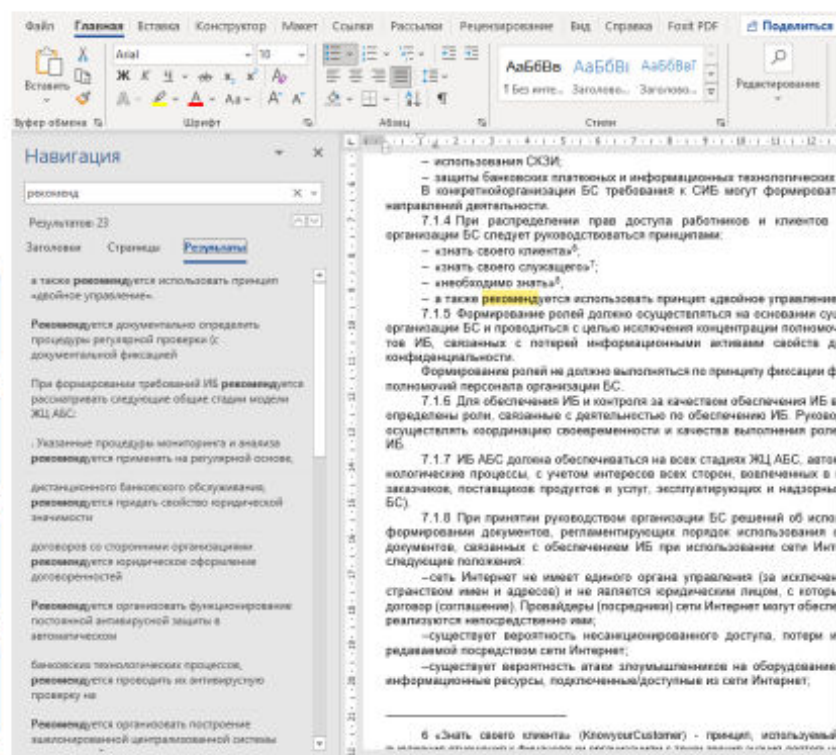 Файл Главная Вставка Конструктор Макет Ссылки Рассылки Рецензирование Вид Справка Foxit PDF Поделиться
Вставить
Arial 10
Ж К Ч
АаБбВв АаБбВі АаБбВвГ
¶ Без инте... Заголово... Заголово...
Редактирование
Буфер обмена Шрифт Абзац Стили
Навигация
рекоменд
Результатов: 23
Заголовки Страницы Результаты
а также рекомендуется использовать принцип
«двойное управление».
Рекомендуется документально определить
процедуры регулярной проверки (с
документальной фиксацией
При формировании требований ИБ рекомендуется
рассматривать следующие общие стадии модели
ЖЦ АБС:
. Указанные процедуры мониторинга и анализа
рекомендуется применять на регулярной основе,
дистанционного банковского обслуживания,
рекомендуется придать свойство юридической
значимости
договоров со сторонними организациями
рекомендуется юридическое оформление
договоренностей
Рекомендуется организовать функционирование
постоянной антивирусной защиты в
автоматическом
банковских технологических процессов,
рекомендуется проводить их антивирусную
проверку на
Рекомендуется организовать построение
эшелонированной централизованной системы
– использования СКЗИ;
– защиты банковских платежных и информационных технологических
В конкретнойорганизации БС требования к СИБ могут формироват
направлений деятельности.
7.1.4 При распределении прав доступа работников и клиентов
организации БС следует руководствоваться принципами:
– «знать своего клиента»6;
– «знать своего служащего»7;
– «необходимо знать»8,
– а также рекомендуется использовать принцип «двойное управлени
7.1.5 Формирование ролей должно осуществляться на основании су
организации БС и проводиться с целью исключения концентрации полномоч
тов ИБ, связанных с потерей информационными активами свойств д
конфиденциальности.
Формирование ролей не должно выполняться по принципу фиксации ф
полномочий персонала организации БС.
7.1.6 Для обеспечения ИБ и контроля за качеством обеспечения ИБ в
определены роли, связанные с деятельностью по обеспечению ИБ. Руково
осуществлять координацию своевременности и качества выполнения роле
ИБ.
7.1.7 ИБ АБС должна обеспечиваться на всех стадиях ЖЦ АБС, авто
нологические процессы, с учетом интересов всех сторон, вовлеченных в
заказчиков, поставщиков продуктов и услуг, эксплуатирующих и надзорны
БС).
7.1.8 При принятии руководством организации БС решений об испо
формировании документов, регламентирующих порядок использования
документов, связанных с обеспечением ИБ при использовании сети Инт
следующие положения:
–сеть Интернет не имеет единого органа управления (за исключен
странством имен и адресов) и не является юридическим лицом, с которы
договор (соглашение). Провайдеры (посредники) сети Интернет могут обесп
реализуются непосредственно ими;
–существует вероятность несанкционированного доступа, потери и
редаваемой посредством сети Интернет;
–существует вероятность атаки злоумышленников на оборудование
информационные ресурсы, подключенные/доступные из сети Интернет;
6 «Знать своего клиента» (KnowyourCustomer) - принцип, используемы